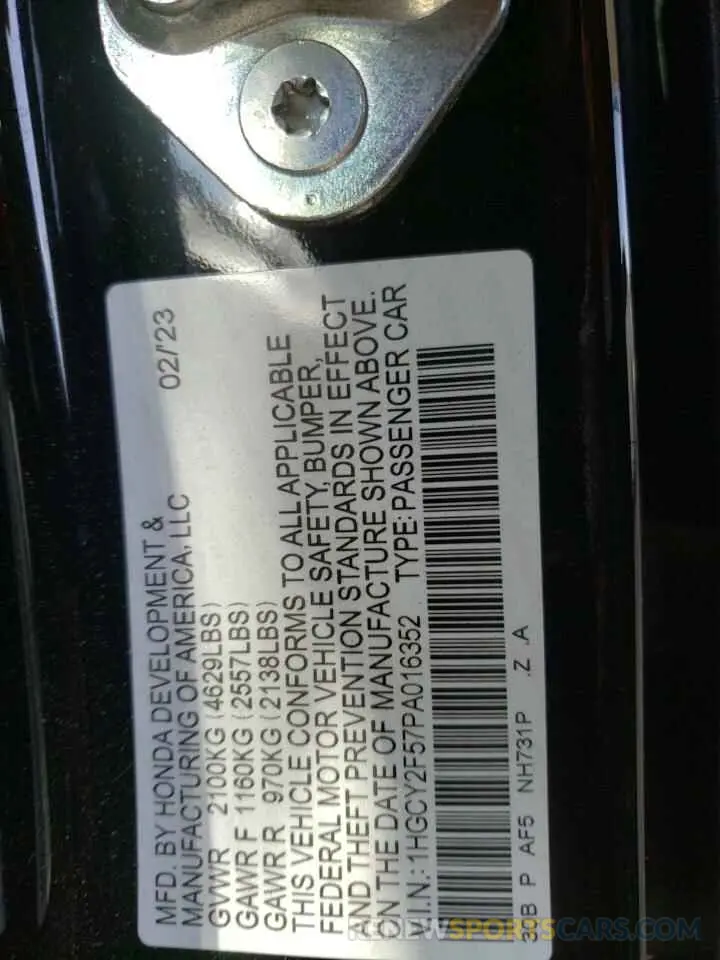 MFD. BY HONDA DEVELOPMENT &
MANUFACTURING OF AMERICA, LLC 02/'23
GVWR 2100KG (4629LBS)
GAWR F 1160KG (2557LBS)
GAWR R 970KG (2138LBS)
THIS VEHICLE CONFORMS TO ALL APPLICABLE
FEDERAL MOTOR VEHICLE SAFETY, BUMPER,
AND THEFT PREVENTION STANDARDS IN EFFECT
ON THE DATE OF MANUFACTURE SHOWN ABOVE.
V.I.N.: 1HGCY2F57PA016352 TYPE: PASSENGER CAR
P AF5 NH731P .Z .A
RENEWSPORTSCARS.COM